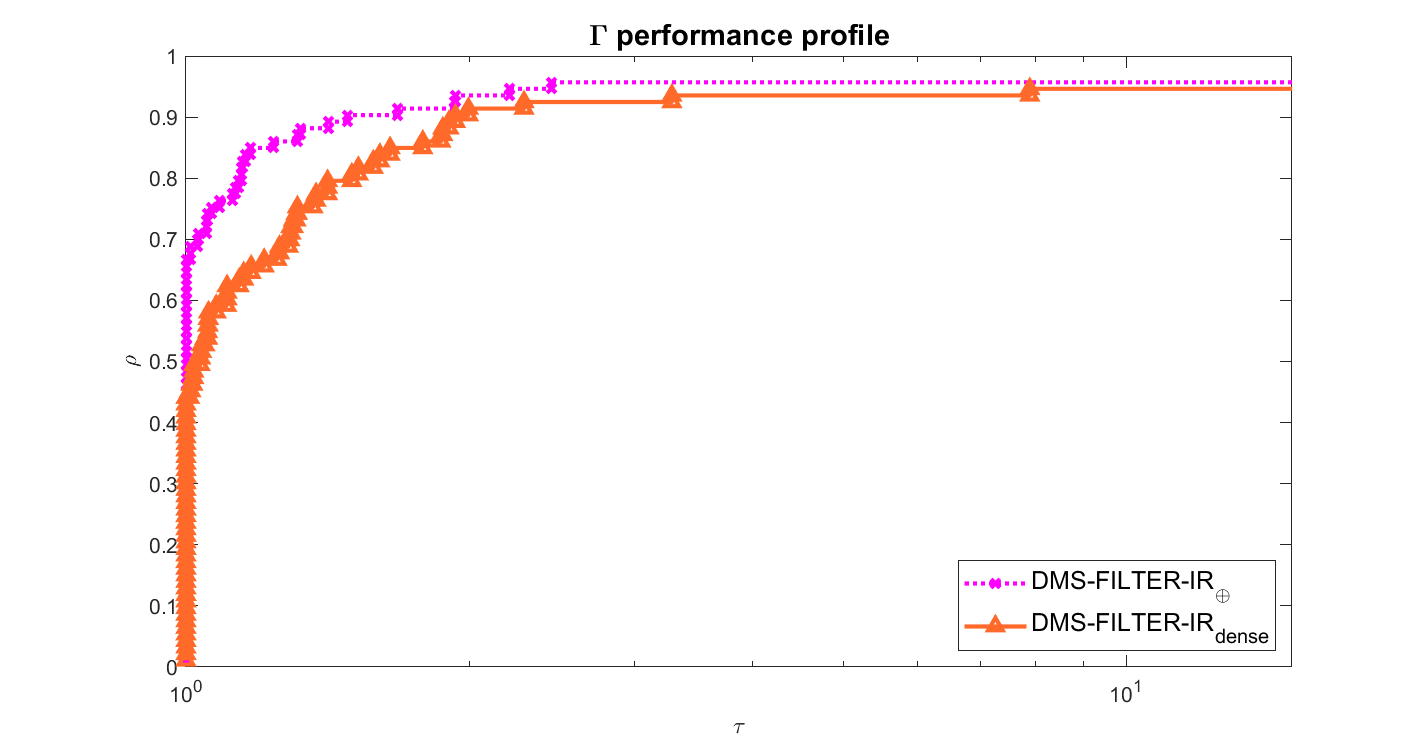 Γ performance profile
1
0.9
0.8
0.7
0.6
0.5
0.4
0.3
0.2
0.1
0
ρ
10^0
10^1
τ
DMS-FILTER-IR⊕
DMS-FILTER-IRdense